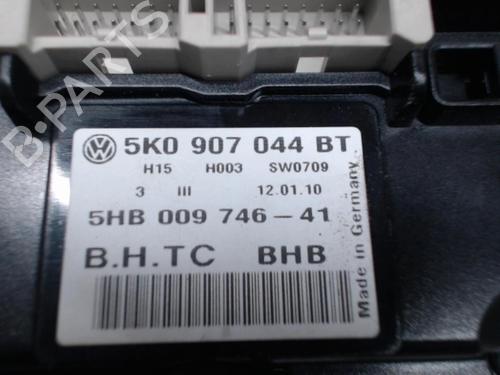 5K0 907 044 BT
H15 H003 SW0709
3 III 12.01.10
5HB 009 746-41
B.H.TC BHB
Made in Germany
B-PARTS